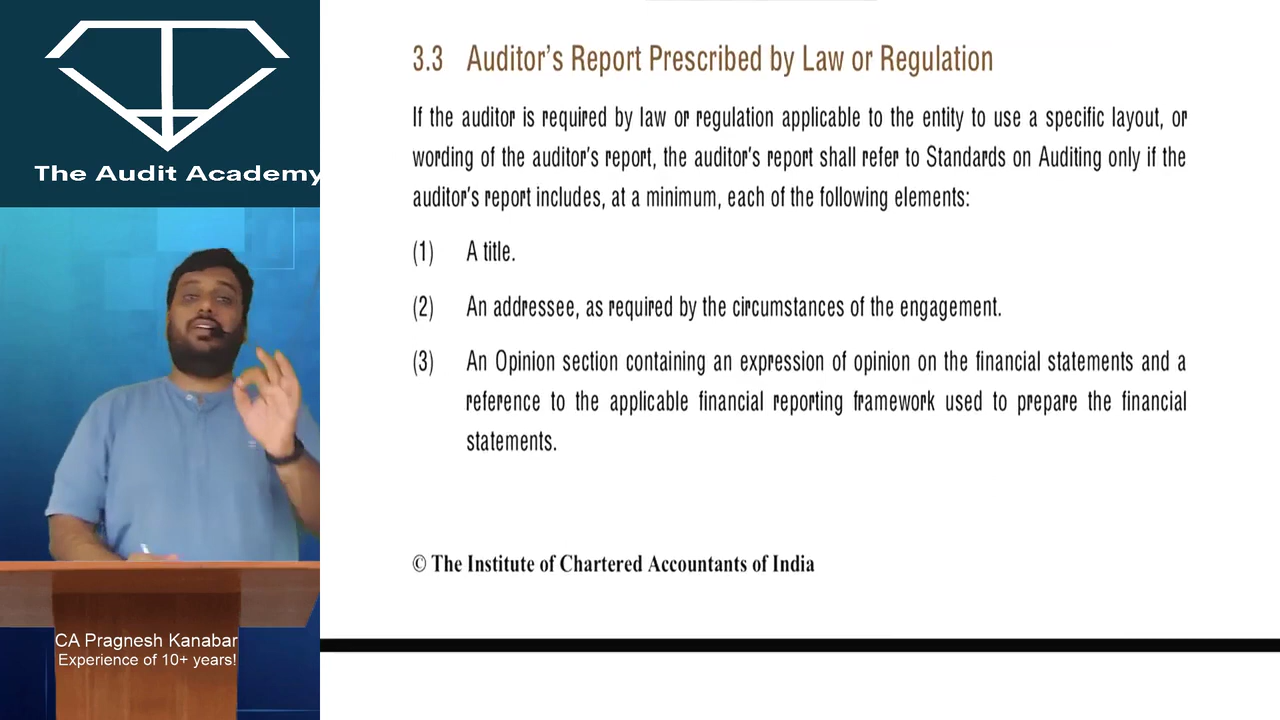 The Audit Academy
CA Pragnesh Kanabar
Experience of 10+ years!
3.3 Auditor's Report Prescribed by Law or Regulation
If the auditor is required by law or regulation applicable to the entity to use a specific layout, or
wording of the auditor's report, the auditor's report shall refer to Standards on Auditing only if the
auditor's report includes, at a minimum, each of the following elements:
(1) A title.
(2) An addressee, as required by the circumstances of the engagement.
(3) An Opinion section containing an expression of opinion on the financial statements and a
reference to the applicable financial reporting framework used to prepare the financial
statements.
© The Institute of Chartered Accountants of India